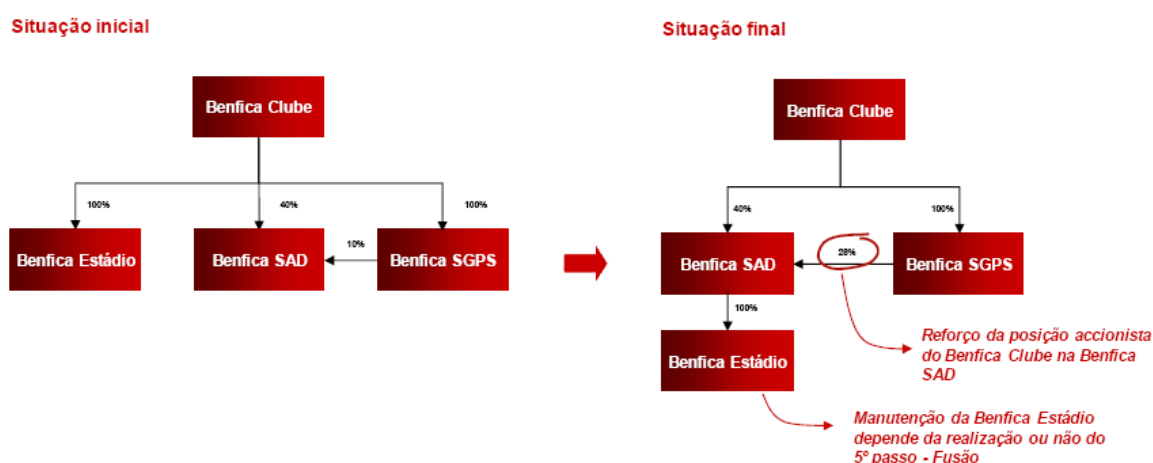 Situação inicial
Benfica Clube
100%
40%
100%
Benfica Estádio
Benfica SAD
10%
Benfica SGPS
Situação final
Benfica Clube
40%
100%
Benfica SAD
28%
Benfica SGPS
100%
Benfica Estádio
Reforço da posição accionista
do Benfica Clube na Benfica
SAD
Manutenção da Benfica Estádio
depende da realização ou não do
5º passo - Fusão